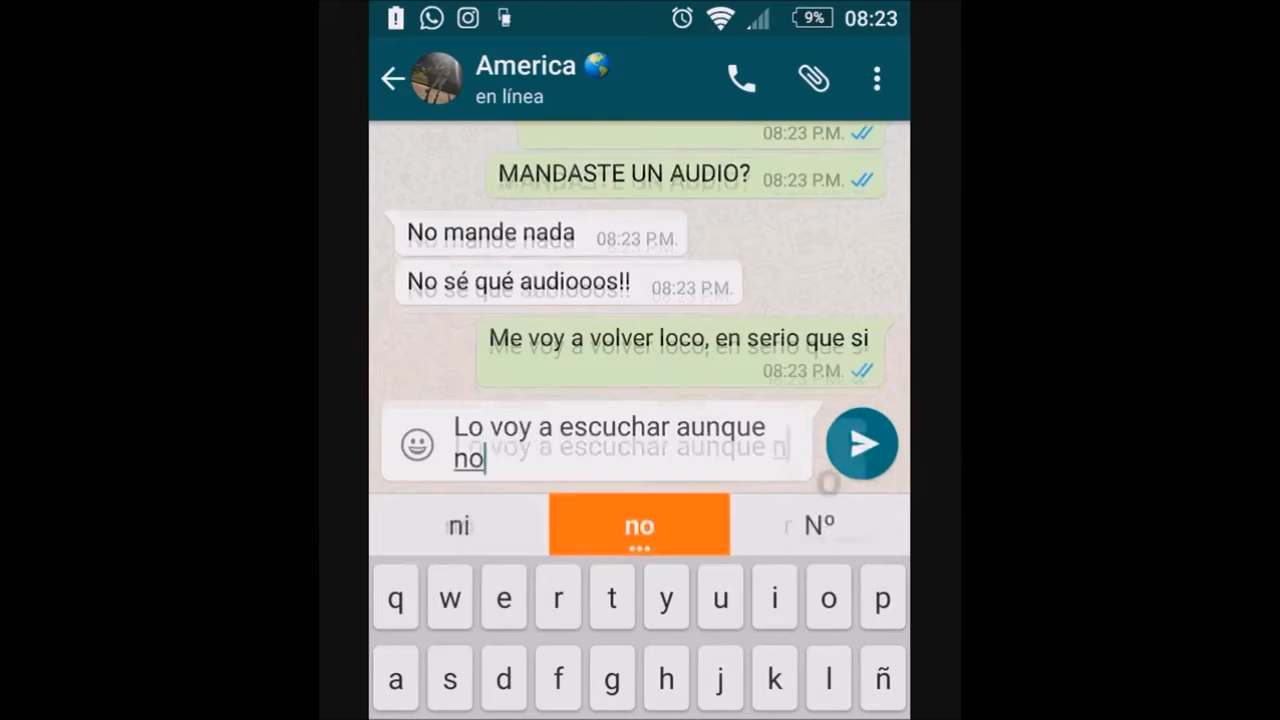 9% 08:23
America 🌎
en línea
08:23 P.M.
MANDASTE UN AUDIO? 08:23 P.M.
No mande nada 08:23 P.M.
No sé qué audiooos!! 08:23 P.M.
Me voy a volver loco, en serio que si
08:23 P.M.
Lo voy a escuchar aunque
no
ni no Nº
q w e r t y u i o p
a s d f g h j k l ñ